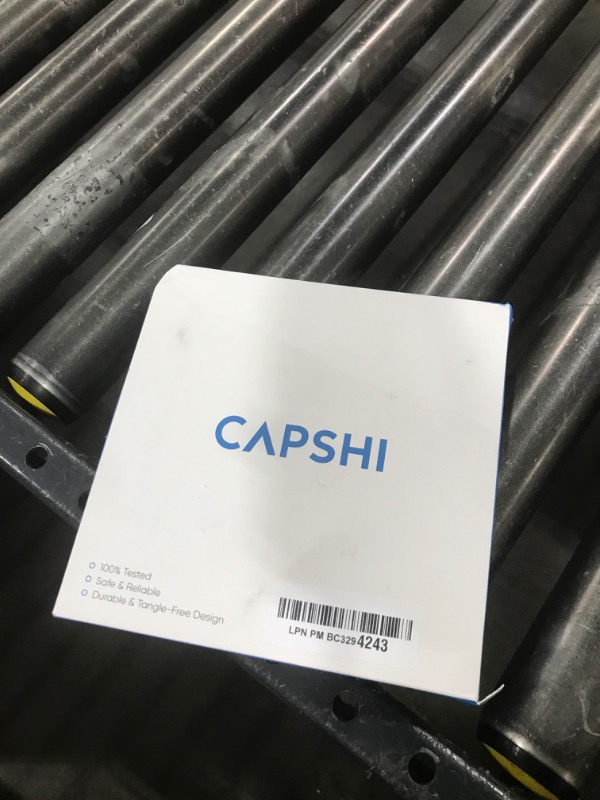 CAPSHI
100% Tested
Safe & Reliable
Durable & Tangle-Free Design
LPN PM BC3294243